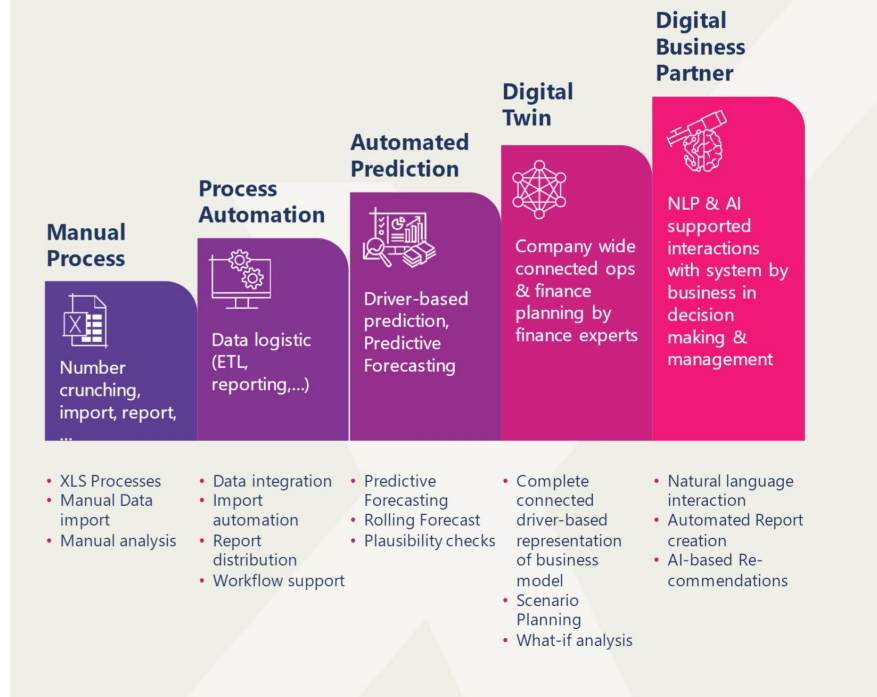 Manual
Process
Number
crunching,
import, report,
...
• XLS Processes
• Manual Data
import
• Manual analysis
Process
Automation
Data logistic
(ETL,
reporting,...)
• Data integration
• Import
automation
• Report
distribution
• Workflow support
Automated
Prediction
Driver-based
prediction,
Predictive
Forecasting
• Predictive
Forecasting
• Rolling Forecast
• Plausibility checks
Digital
Twin
Company wide
connected ops
& finance
planning by
finance experts
• Complete
connected
driver-based
representation
of business
model
• Scenario
Planning
• What-if analysis
Digital
Business
Partner
NLP & AI
supported
interactions
with system by
business in
decision
making &
management
• Natural language
interaction
• Automated Report
creation
• AI-based Re-
commendations